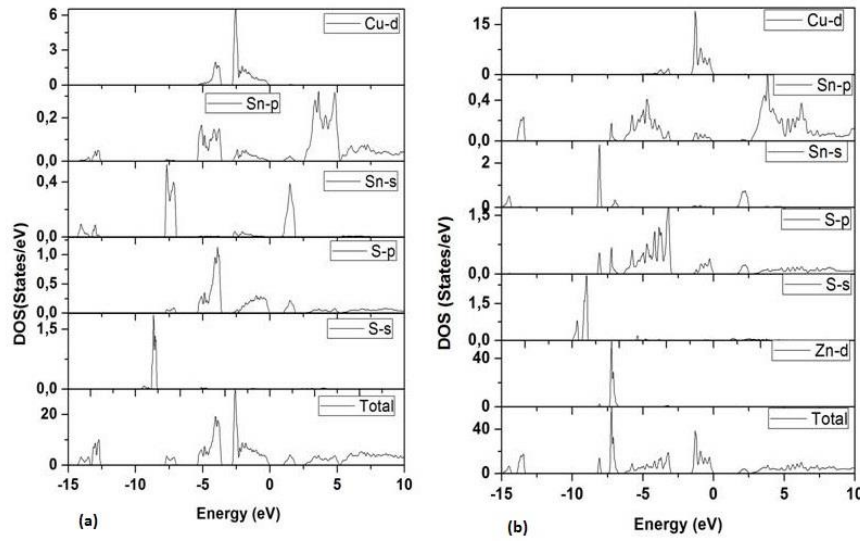 6
4
2
0
Cu-d
0,2
0,0
Sn-p
0,4
0,0
Sn-s
1,0
0,5
0,0
S-p
1,5
0,0
S-s
20
0
Total
-15 -10 -5 0 5 10
Energy (eV)
DOS(States/eV)
(a)
15
0
Cu-d
0,4
0,0
Sn-p
2
0
Sn-s
1,5
0,0
S-p
1,5
0,0
S-s
40
0
Zn-d
40
20
0
Total
-15 -10 -5 0 5 10
Energy (eV)
DOS (States/eV)
(b)